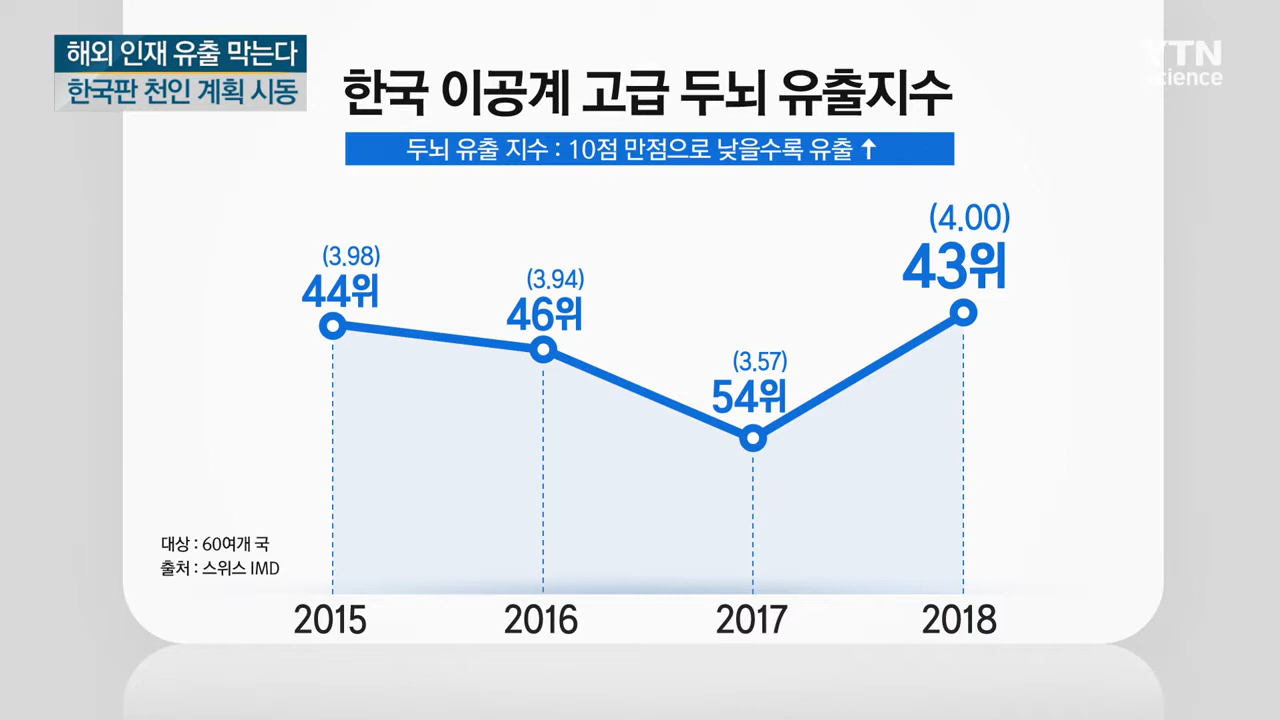 해외 인재 유출 막는다
한국판 천인 계획 시동
YTN
science
한국 이공계 고급 두뇌 유출지수
두뇌 유출 지수 : 10점 만점으로 낮을수록 유출 ↑
(3.98)
44위
(3.94)
46위
(3.57)
54위
(4.00)
43위
대상 : 60여개 국
출처 : 스위스 IMD
2015 2016 2017 2018